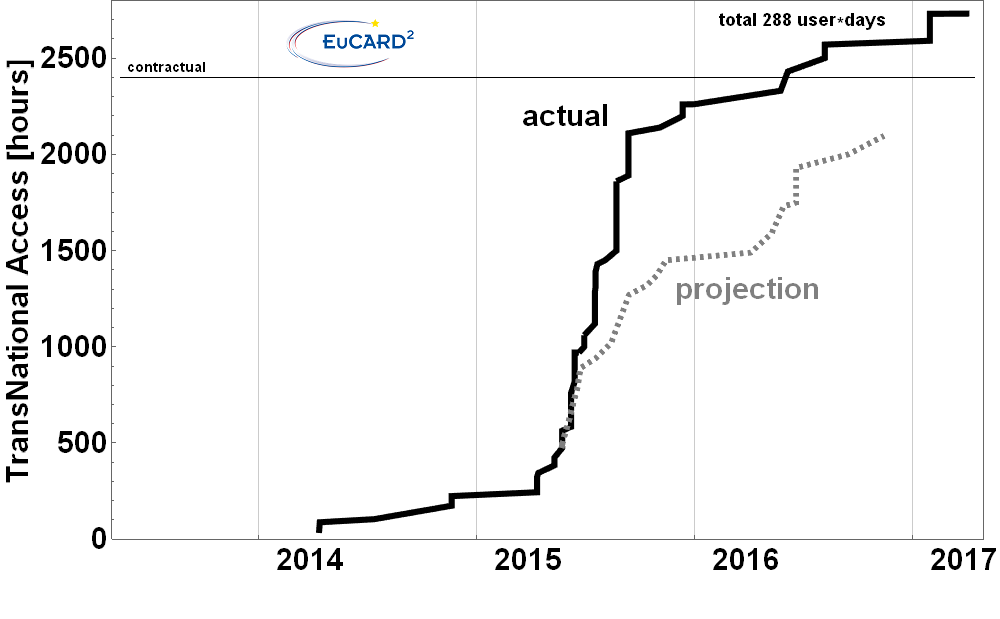 EuCARD²
total 288 user*days
contractual
actual
projection
TransNational Access [hours]
2500
2000
1500
1000
500
0
2014
2015
2016
2017